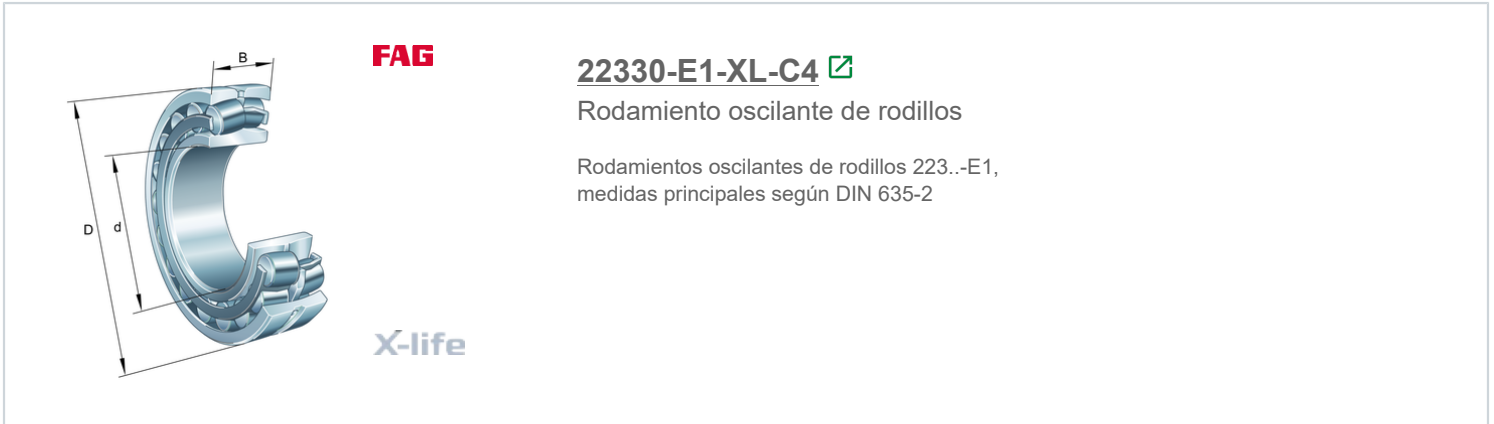 FAG
B
D
d
X-life
22330-E1-XL-C4
Rodamiento oscilante de rodillos
Rodamientos oscilantes de rodillos 223..-E1,
medidas principales según DIN 635-2